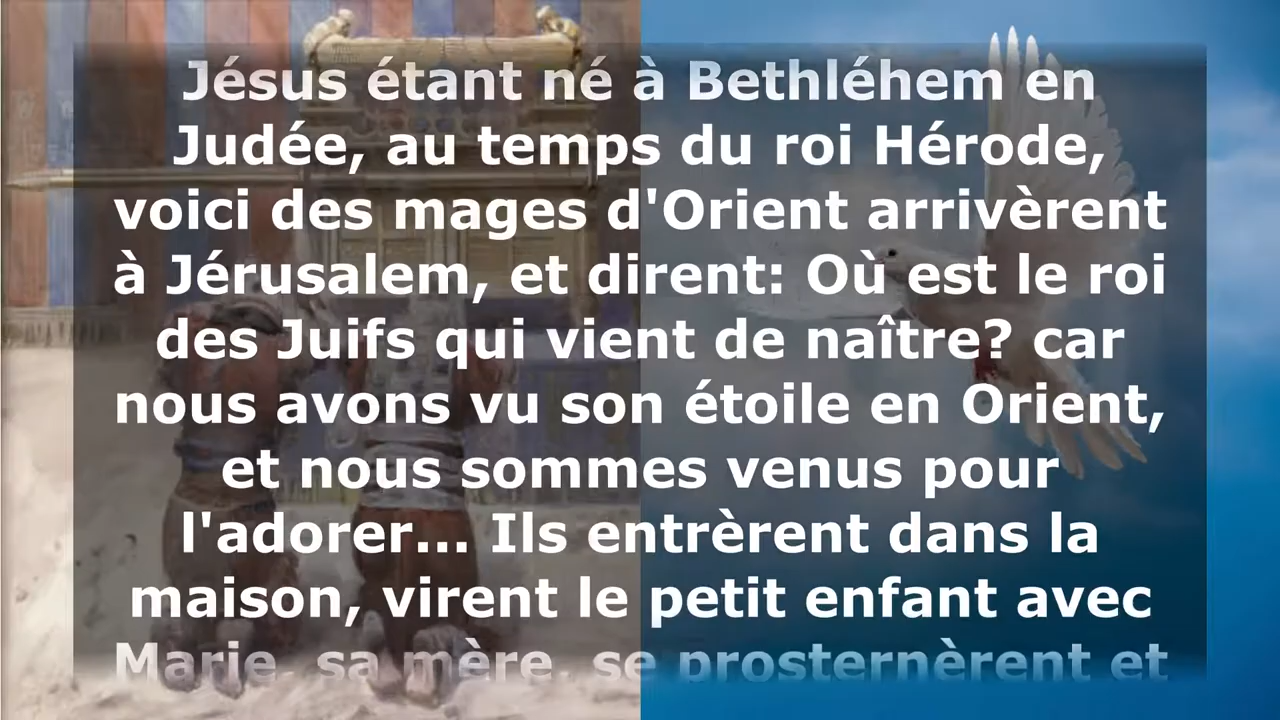 Jésus étant né à Bethléhem en
Judée, au temps du roi Hérode,
voici des mages d'Orient arrivèrent
à Jérusalem, et dirent: Où est le roi
des Juifs qui vient de naître? car
nous avons vu son étoile en Orient,
et nous sommes venus pour
l'adorer... Ils entrèrent dans la
maison, virent le petit enfant avec
Marie, sa mère, se prosternèrent et